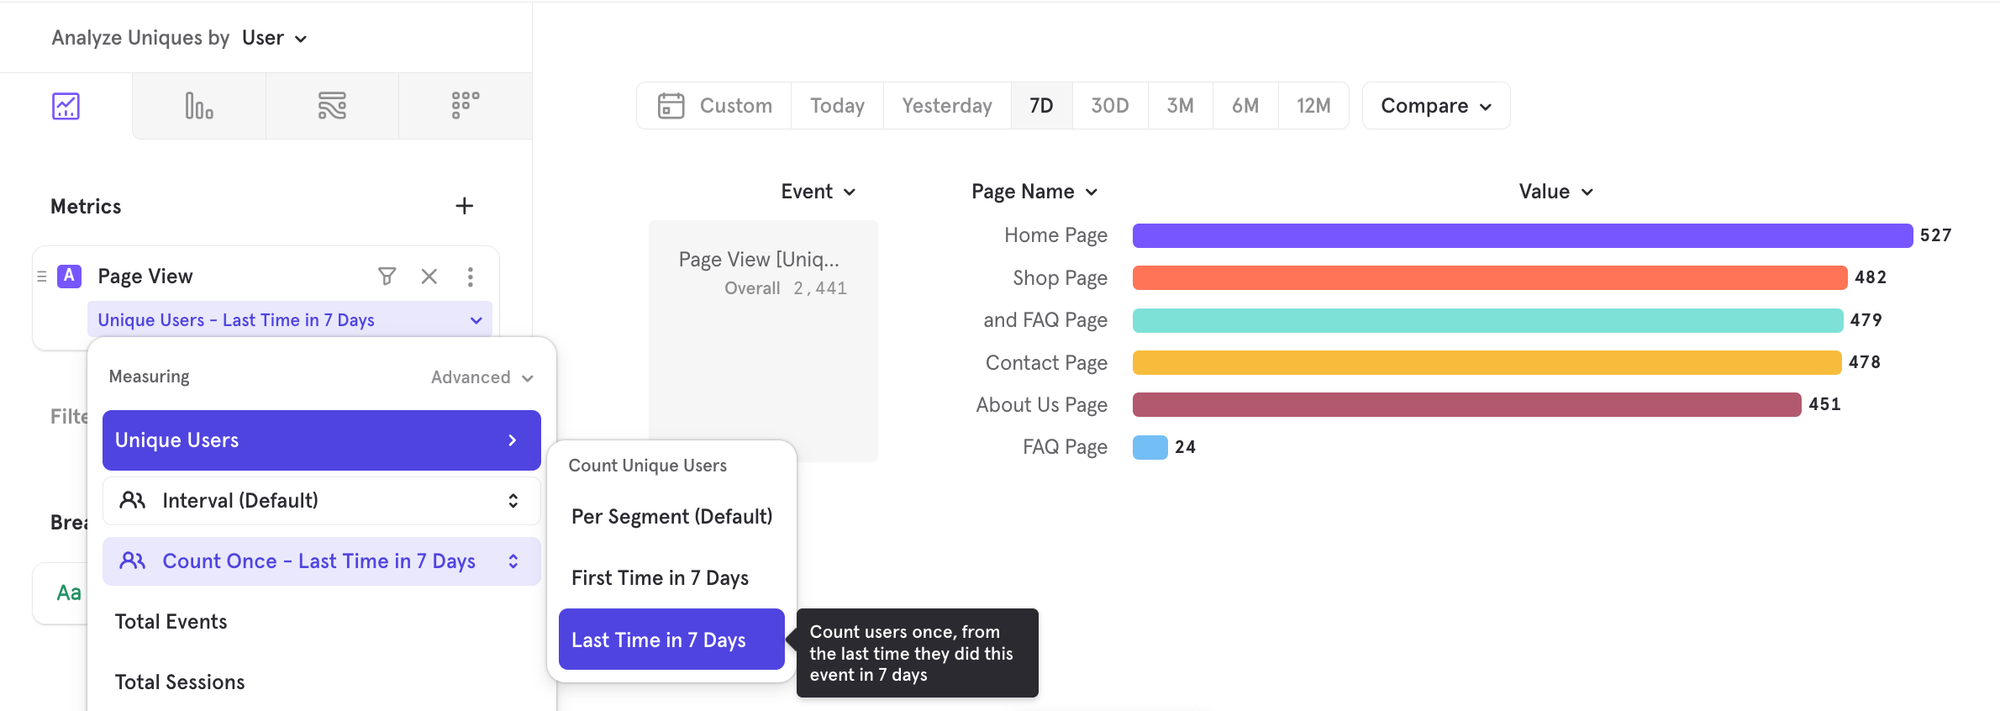 Analyze Uniques by User
Custom Today Yesterday 7D 30D 3M 6M 12M Compare
Metrics
A Page View
Unique Users - Last Time in 7 Days
Measuring Advanced
Unique Users
Interval (Default)
Count Once - Last Time in 7 Days
Total Events
Total Sessions
Filte
Brea
Aa
Count Unique Users
Per Segment (Default)
First Time in 7 Days
Last Time in 7 Days
Count users once, from
the last time they did this
event in 7 days
Event Page Name Value
Page View [Uniq...
Overall 2,441
Home Page 527
Shop Page 482
and FAQ Page 479
Contact Page 478
About Us Page 451
FAQ Page 24